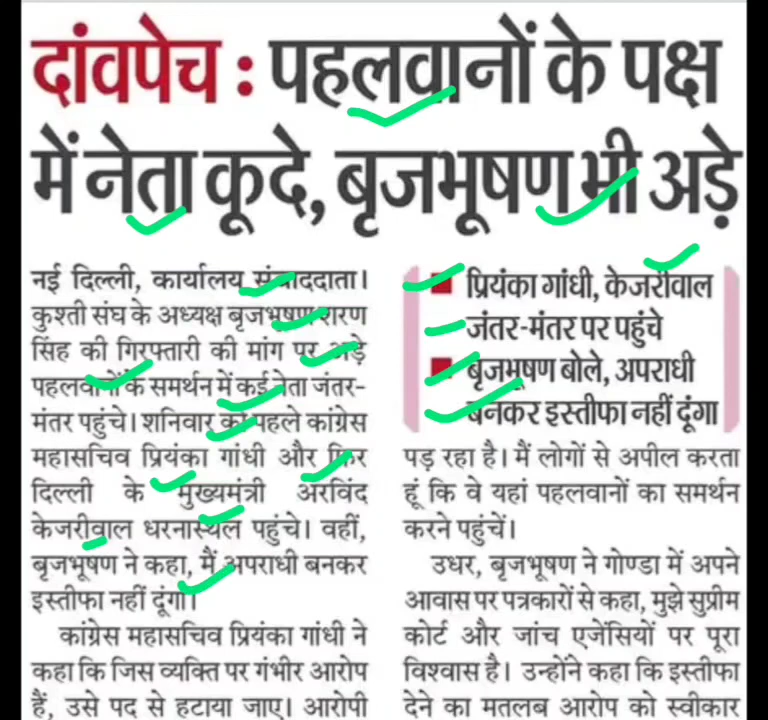 दांवपेच : पहलवानों के पक्ष
में नेता कूदे, बृजभूषण भी अड़े
नई दिल्ली, कार्यालय संवाददाता।
कुश्ती संघ के अध्यक्ष बृजभूषण शरण
सिंह की गिरफ्तारी की मांग पर अड़े
पहलवानों के समर्थन में कई नेता जंतर-
मंतर पहुंचे। शनिवार को पहले कांग्रेस
महासचिव प्रियंका गांधी और फिर
दिल्ली के मुख्यमंत्री अरविंद
केजरीवाल धरनास्थल पहुंचे। वहीं,
बृजभूषण ने कहा, मैं अपराधी बनकर
इस्तीफा नहीं दूंगा।
कांग्रेस महासचिव प्रियंका गांधी ने
कहा कि जिस व्यक्ति पर गंभीर आरोप
हैं, उसे पद से हटाया जाए। आरोपी
प्रियंका गांधी, केजरीवाल
जंतर-मंतर पर पहुंचे
बृजभूषण बोले, अपराधी
बनकर इस्तीफा नहीं दूंगा
पड़ रहा है। मैं लोगों से अपील करता
हूं कि वे यहां पहलवानों का समर्थन
करने पहुंचें।
उधर, बृजभूषण ने गोण्डा में अपने
आवास पर पत्रकारों से कहा, मुझे सुप्रीम
कोर्ट और जांच एजेंसियों पर पूरा
विश्वास है। उन्होंने कहा कि इस्तीफा
देने का मतलब आरोप को स्वीकार